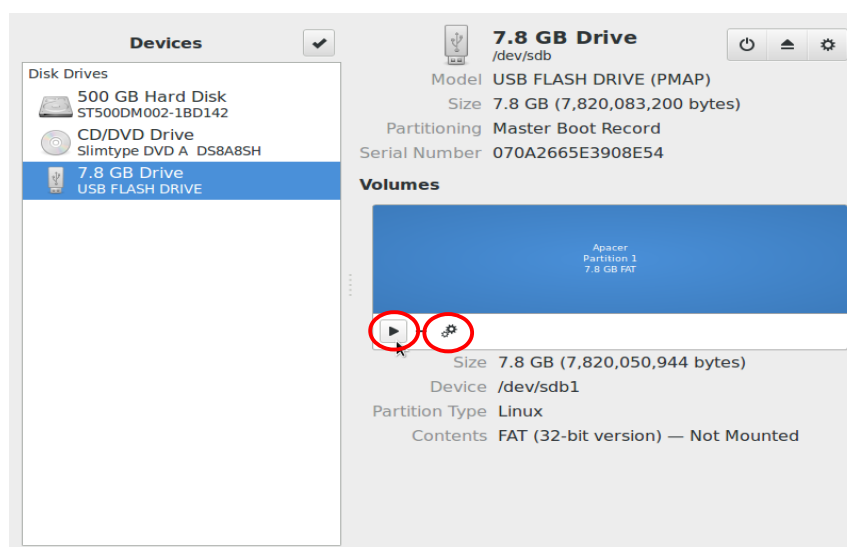 Devices
Disk Drives
500 GB Hard Disk
ST500DM002-1BD142
CD/DVD Drive
Slimtype DVD A  DS8A8SH
7.8 GB Drive
USB FLASH DRIVE
7.8 GB Drive
/dev/sdb
Model USB FLASH DRIVE (PMAP)
Size 7.8 GB (7,820,083,200 bytes)
Partitioning Master Boot Record
Serial Number 070A2665E3908E54
Volumes
Apacer
Partition 1
7.8 GB FAT
Size 7.8 GB (7,820,050,944 bytes)
Device /dev/sdb1
Partition Type Linux
Contents FAT (32-bit version) — Not Mounted